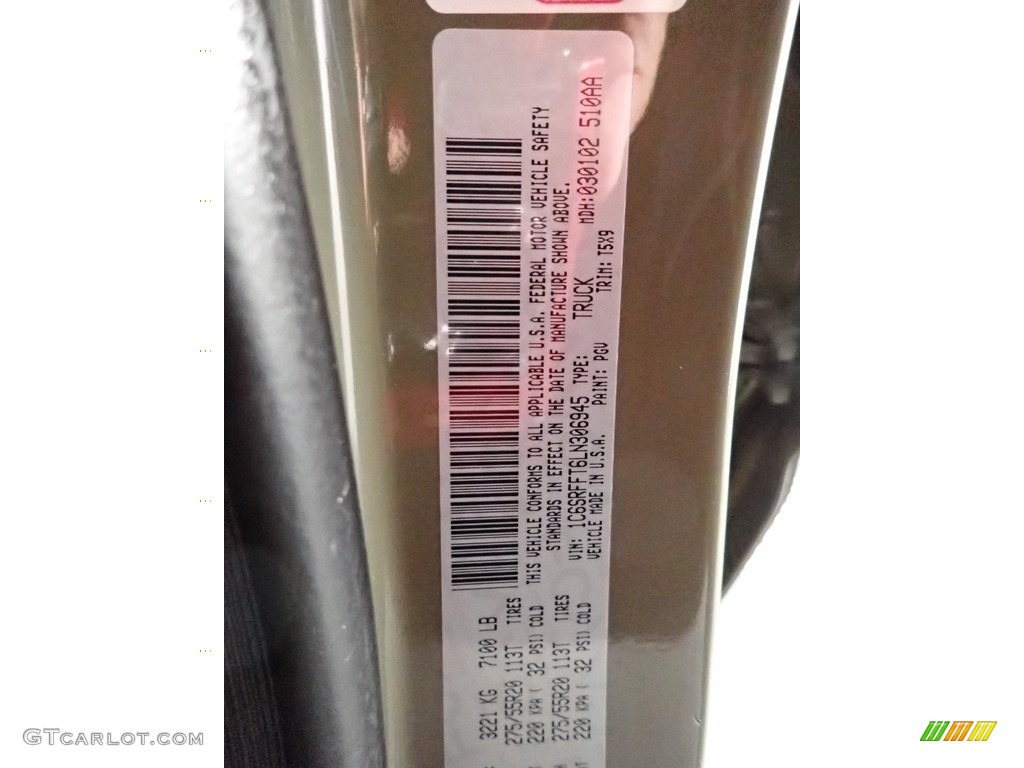 3221 KG 7100 LB
275/55R20 113T TIRES
220 KPA ( 32 PSI) COLD
275/55R20 113T TIRES
220 KPA ( 32 PSI) COLD
THIS VEHICLE CONFORMS TO ALL APPLICABLE U.S.A. FEDERAL MOTOR VEHICLE SAFETY
STANDARDS IN EFFECT ON THE DATE OF MANUFACTURE SHOWN ABOVE.
VIN: 1C6SRFFT6LN306945 TYPE: TRUCK
VEHICLE MADE IN U.S.A. PAINT: PGV TRIM: T5X9 MDH:030102 510AA
GTCARLOT.COM